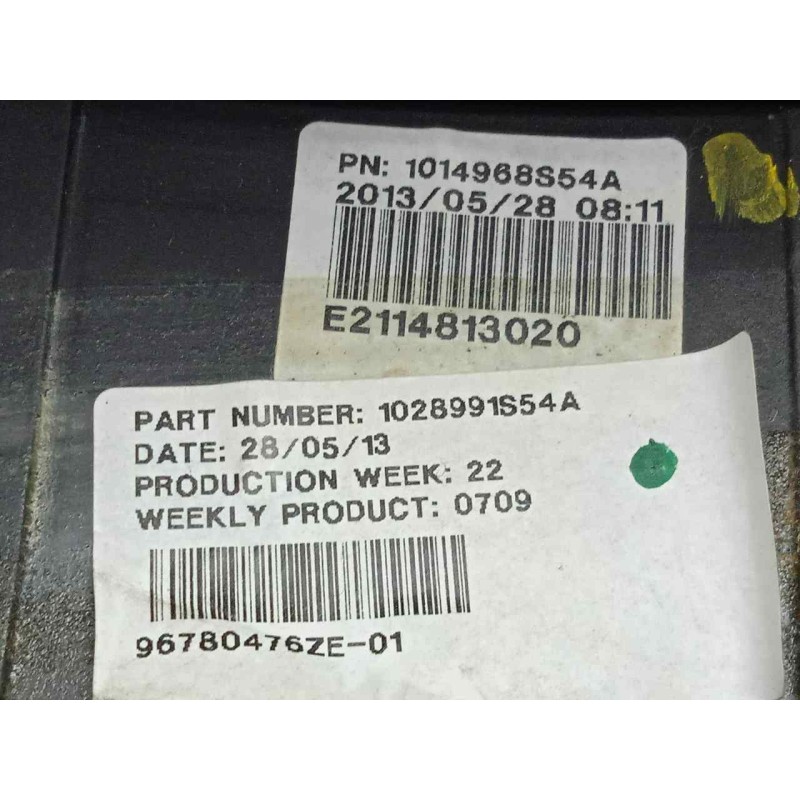 PN: 1014968S54A
2013/05/28 08:11
E2114813020
PART NUMBER: 1028991S54A
DATE: 28/05/13
PRODUCTION WEEK: 22
WEEKLY PRODUCT: 0709
96780476ZE-01